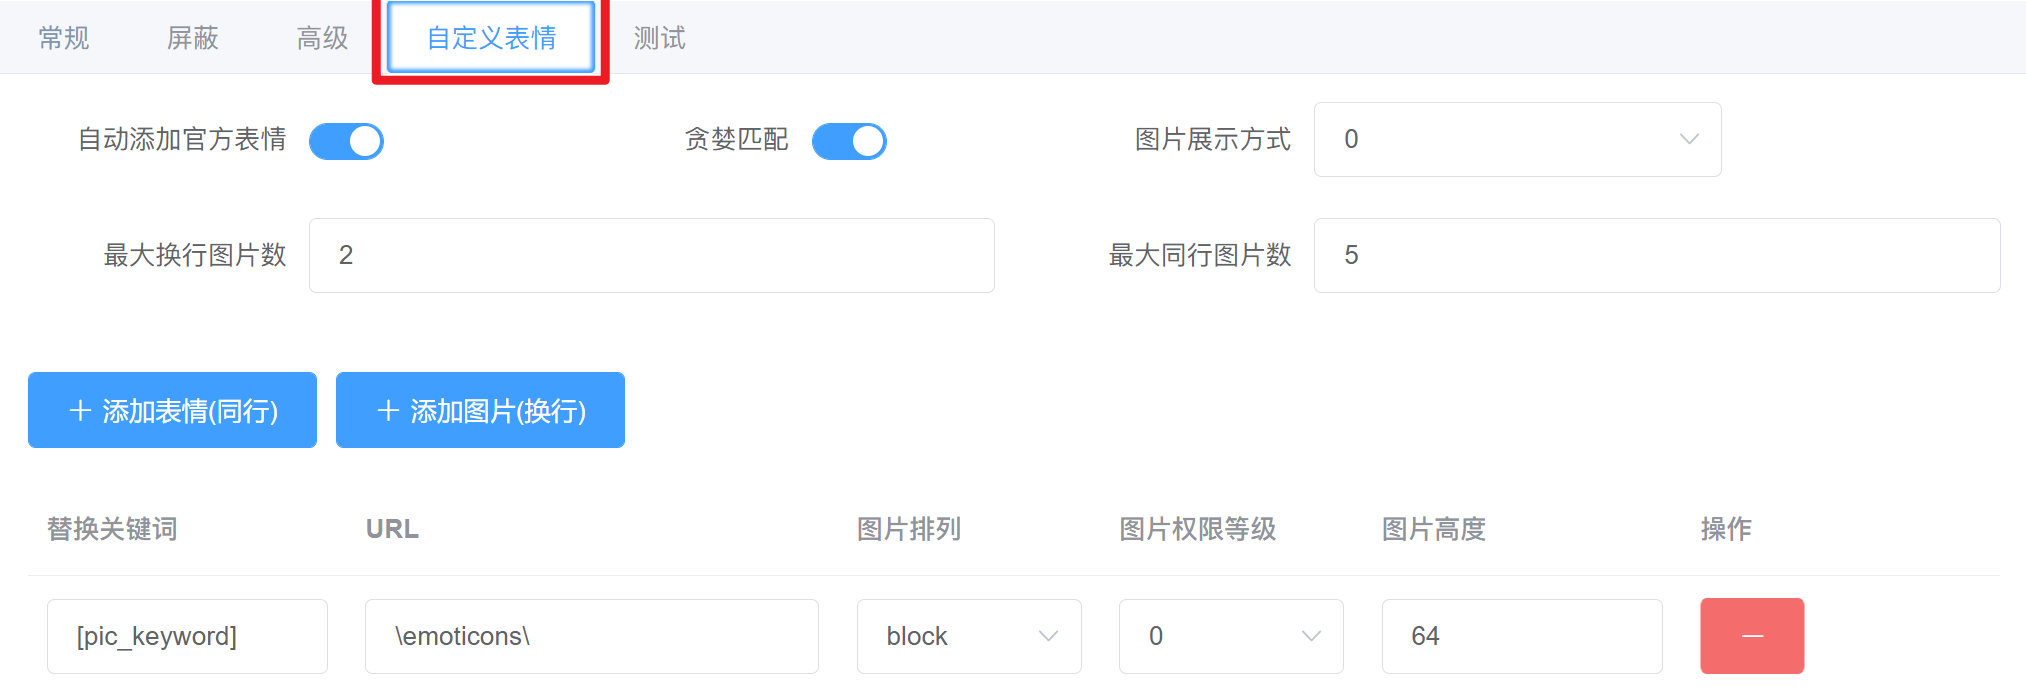 常规 屏蔽 高级 自定义表情 测试
自动添加官方表情 贪婪匹配 图片展示方式 0
最大换行图片数 2 最大同行图片数 5
添加表情(同行) 添加图片(换行)
替换关键词 URL 图片排列 图片权限等级 图片高度 操作
[pic_keyword] \emoticons\ block 0 64